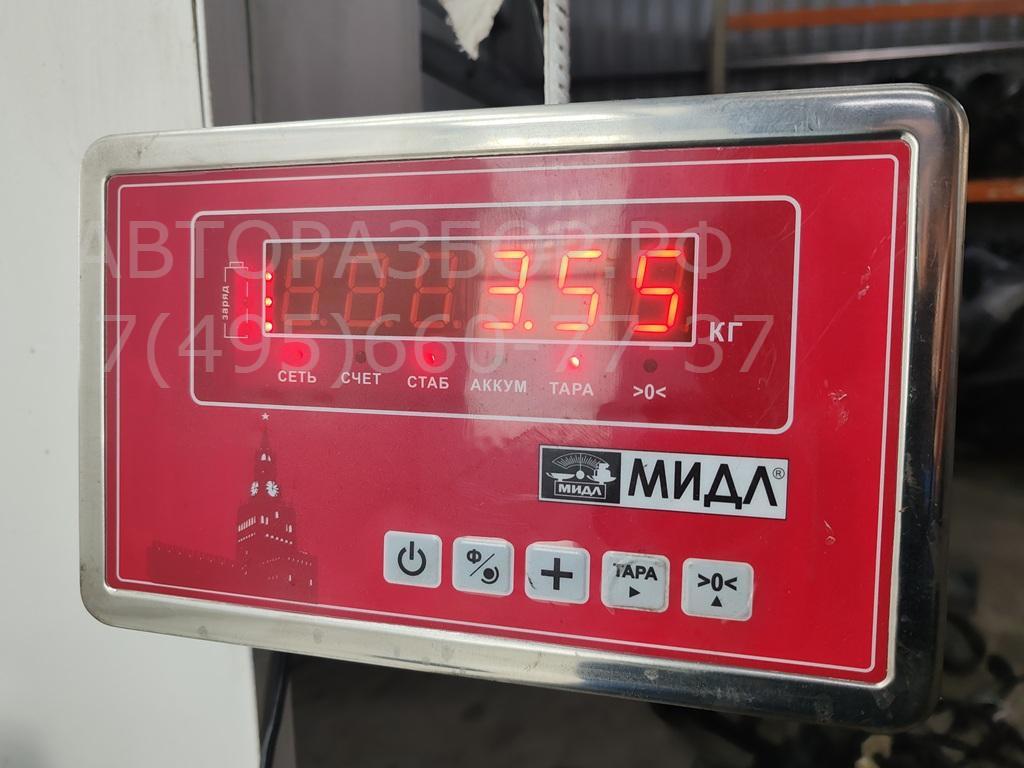 АВТОРАЗБОР.РФ
заряд
3.55
КГ
7(495)660-77-37
СЕТЬ СЧЕТ СТАБ АККУМ ТАРА >0<
МИДЛ МИДЛ®
Ф + ТАРА >0<